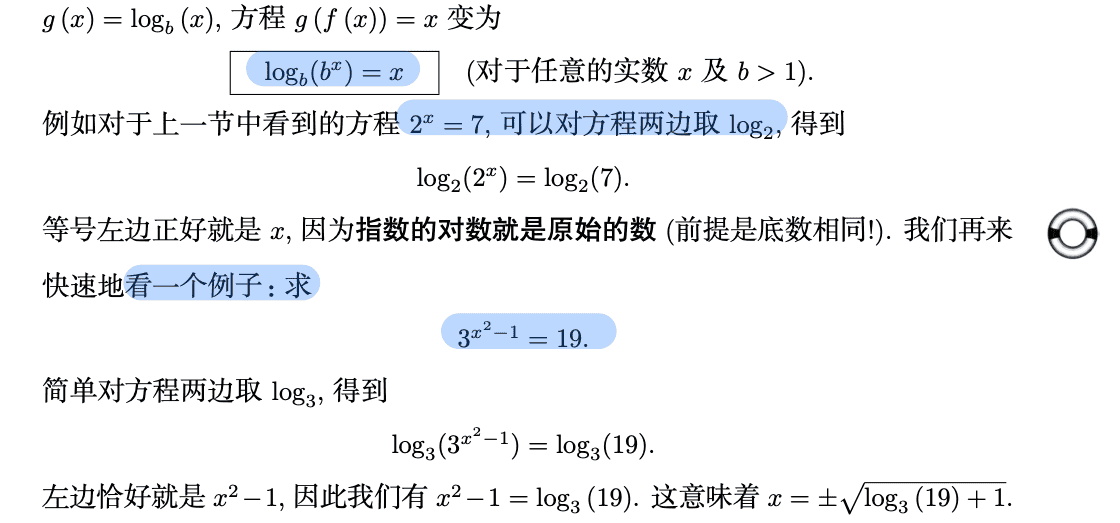 g (x) = log_b (x), 方程 g (f (x)) = x 变为
log_b(b^x) = x (对于任意的实数 x 及 b > 1).
例如对于上一节中看到的方程 2^x = 7, 可以对方程两边取 log_2, 得到
log_2(2^x) = log_2(7).
等号左边正好就是 x, 因为指数的对数就是原始的数 (前提是底数相同!). 我们再来
快速地看一个例子: 求
3^{x^2−1} = 19.
简单对方程两边取 log_3, 得到
log_3(3^{x^2−1}) = log_3(19).
左边恰好就是 x^2 − 1, 因此我们有 x^2 − 1 = log_3 (19). 这意味着 x = ±√(log_3 (19) + 1).